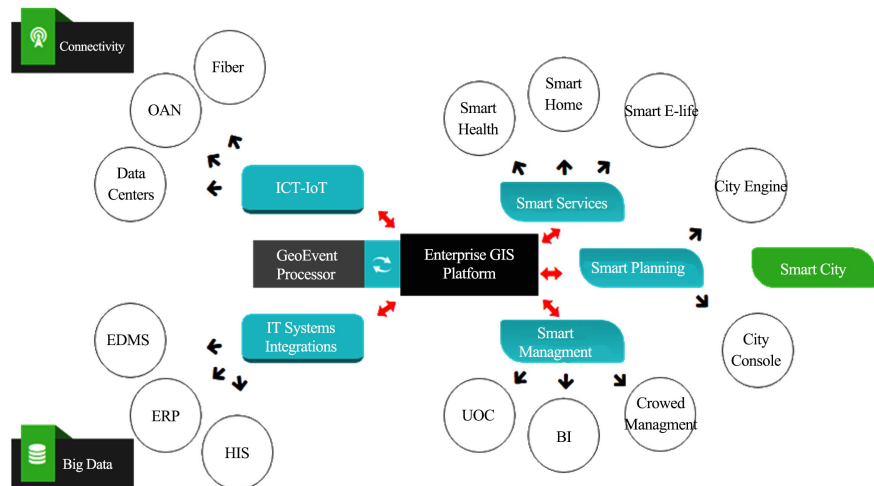 Connectivity
Fiber
OAN
Data
Centers
ICT-IoT
GeoEvent
Processor
Enterprise GIS
Platform
IT Systems
Integrations
EDMS
ERP
HIS
Big Data
Smart
Health
Smart
Home
Smart E-life
Smart Services
City Engine
Smart Planning
Smart City
City
Console
Smart
Managment
UOC
BI
Crowed
Managment